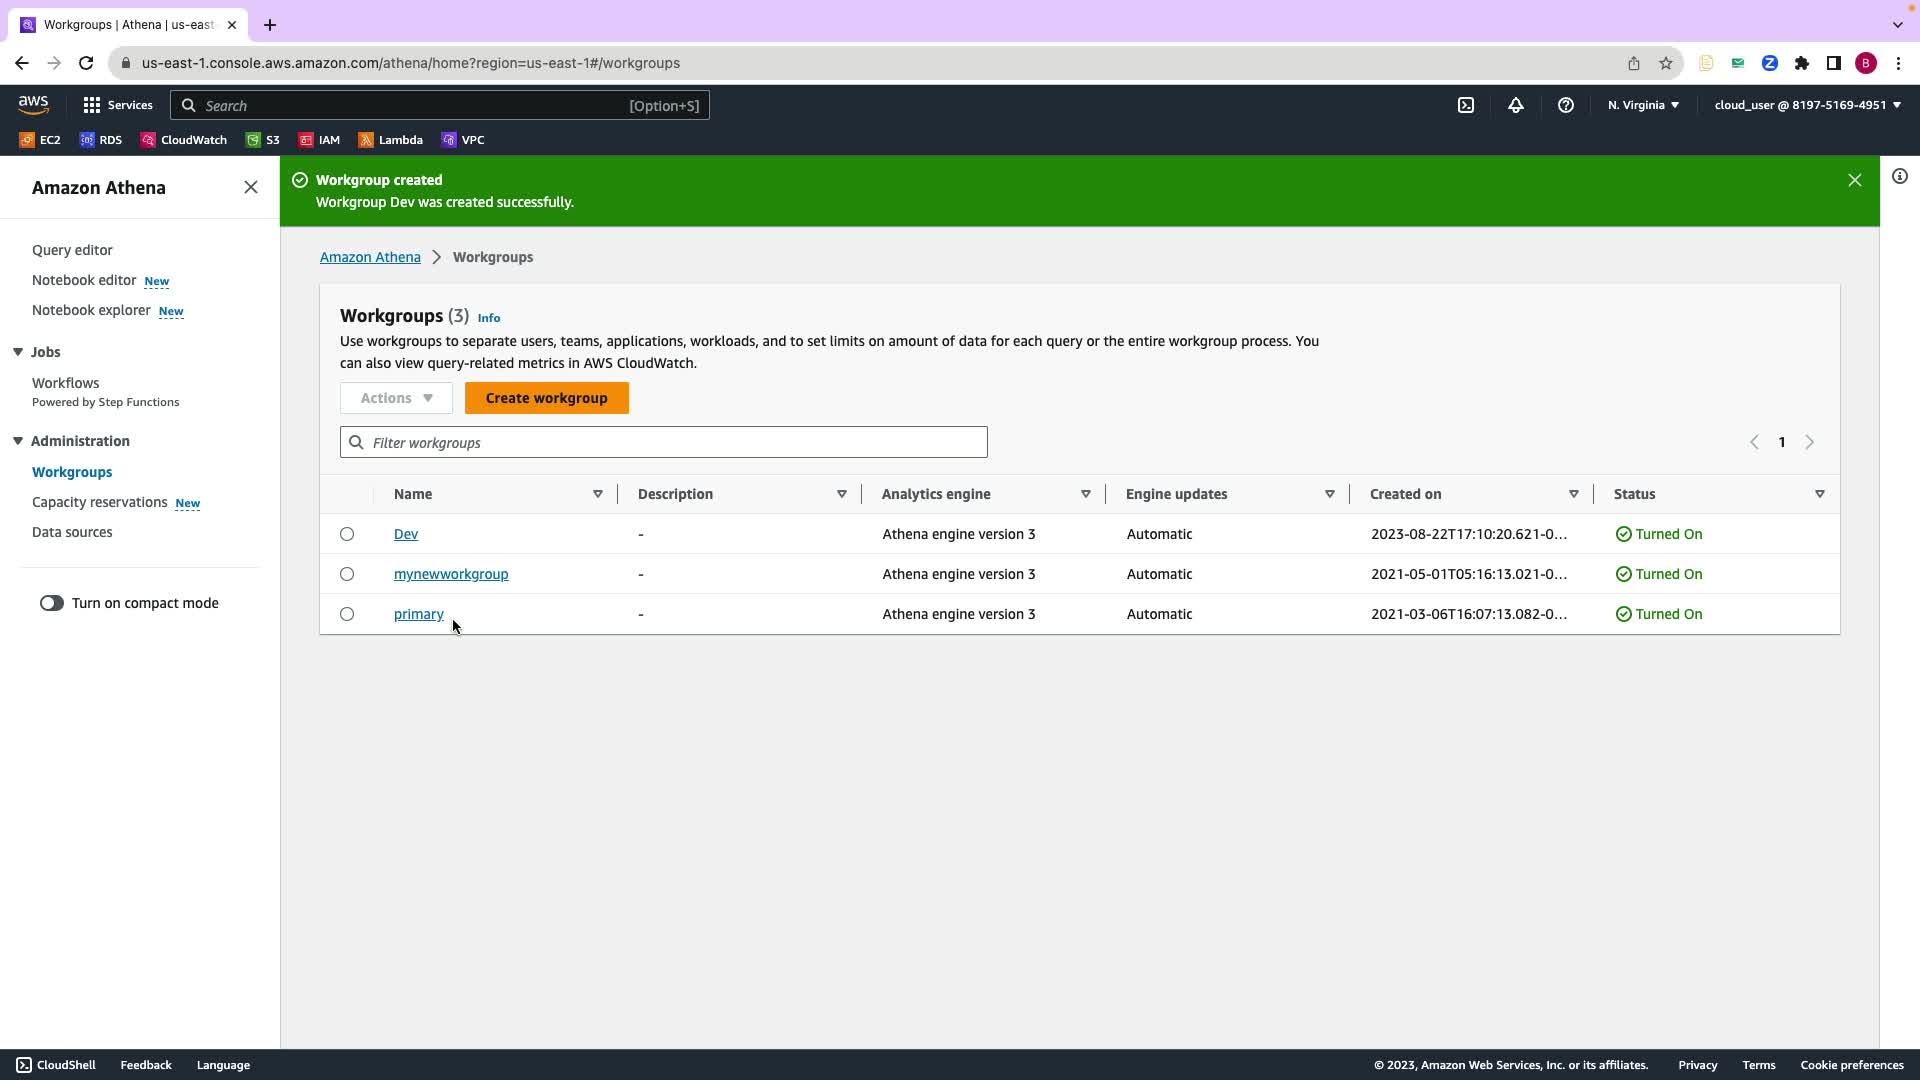 Workgroups | Athena | us-east
us-east-1.console.aws.amazon.com/athena/home?region=us-east-1#/workgroups
B
aws
Services
Search
[Option+S]
N. Virginia
cloud_user @ 8197-5169-4951
EC2
RDS
CloudWatch
S3
IAM
Lambda
VPC
Amazon Athena
Query editor
Notebook editor New
Notebook explorer New
Jobs
Workflows
Powered by Step Functions
Administration
Workgroups
Capacity reservations New
Data sources
Turn on compact mode
Workgroup created
Workgroup Dev was created successfully.
Amazon Athena > Workgroups
Workgroups (3) Info
Use workgroups to separate users, teams, applications, workloads, and to set limits on amount of data for each query or the entire workgroup process. You
can also view query-related metrics in AWS CloudWatch.
Actions
Create workgroup
Filter workgroups
1
Name Description Analytics engine Engine updates Created on Status
Dev - Athena engine version 3 Automatic 2023-08-22T17:10:20.621-0... Turned On
mynewworkgroup - Athena engine version 3 Automatic 2021-05-01T05:16:13.021-0... Turned On
primary - Athena engine version 3 Automatic 2021-03-06T16:07:13.082-0... Turned On
CloudShell
Feedback
Language
© 2023, Amazon Web Services, Inc. or its affiliates.
Privacy
Terms
Cookie preferences